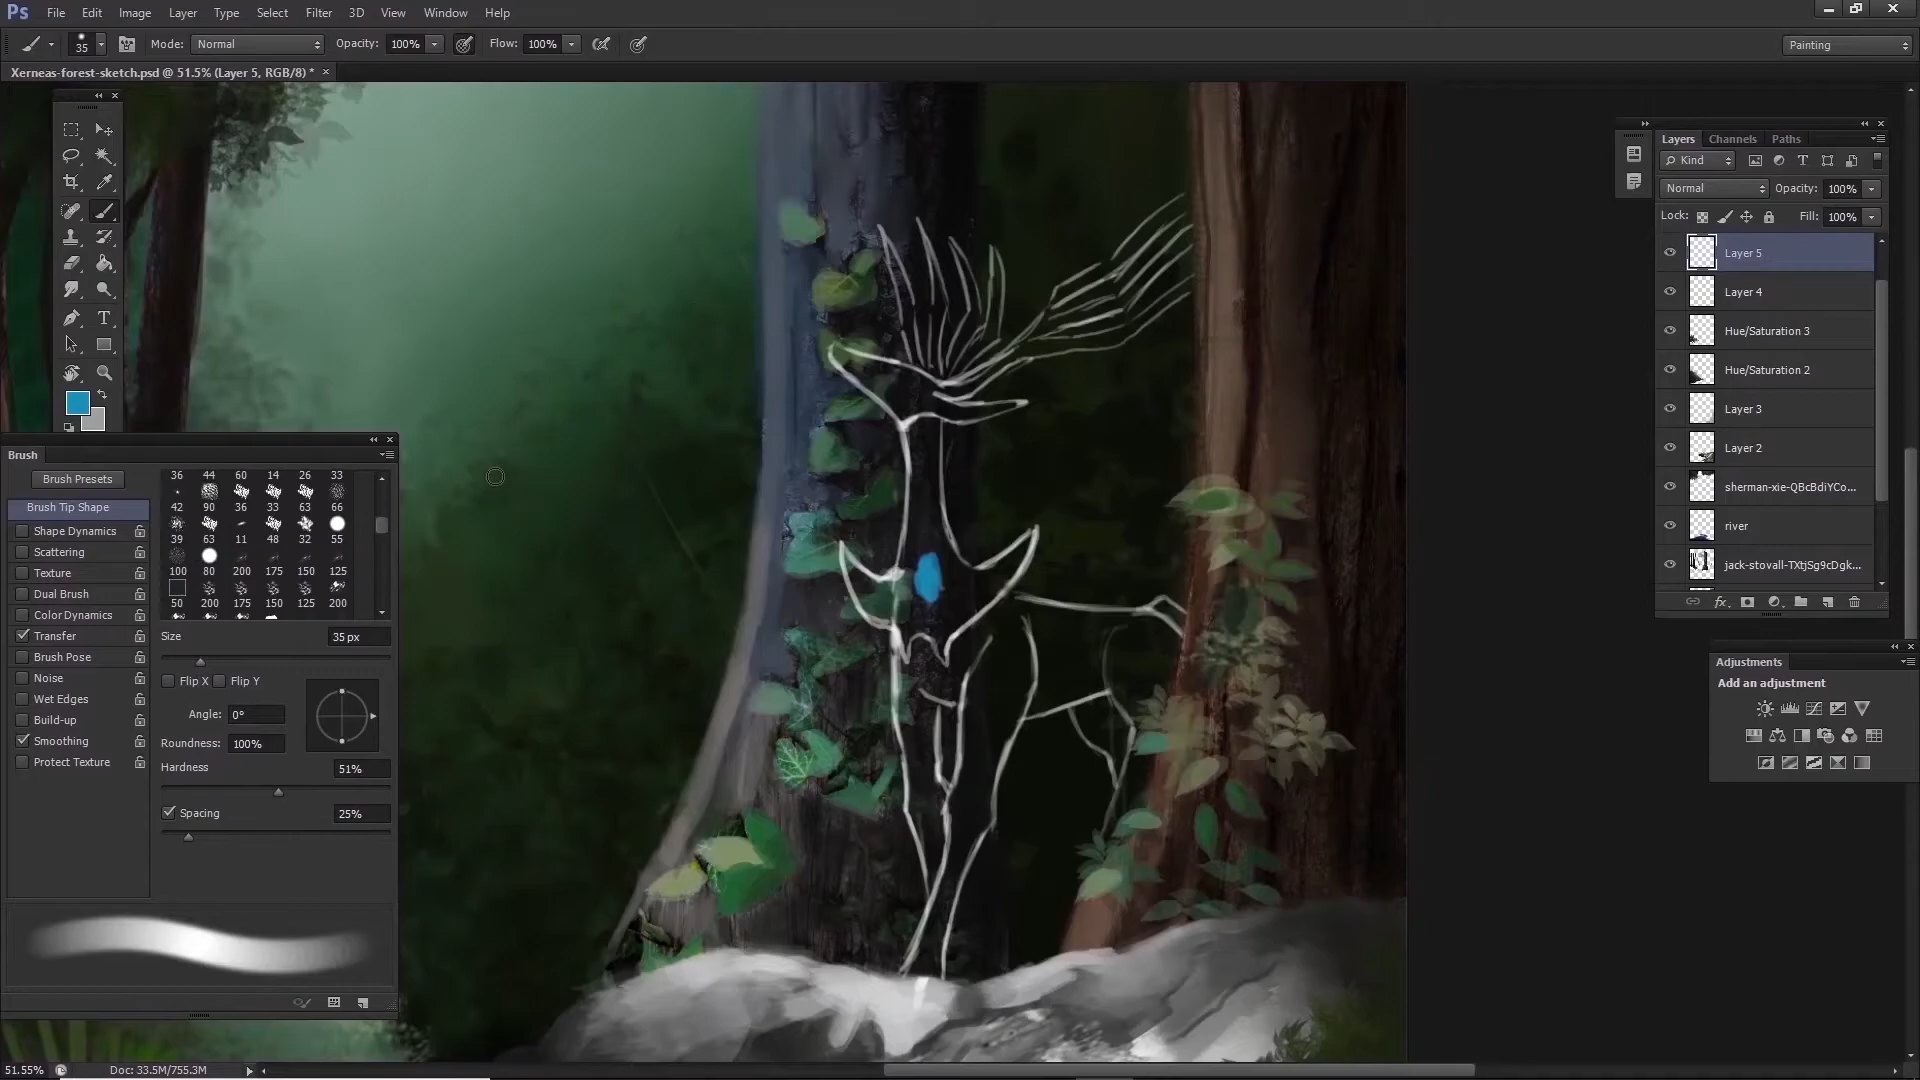 Ps File Edit Image Layer Type Select Filter 3D View Window Help
35 Mode: Normal Opacity: 100% Flow: 100% Painting
Xerneas-forest-sketch.psd @ 51.5% (Layer 5, RGB/8) * ×
Layers Channels Paths
Kind
Normal Opacity: 100%
Lock: Fill: 100%
Layer 5
Layer 4
Hue/Saturation 3
Hue/Saturation 2
Layer 3
Layer 2
sherman-xie-QBcBdiYCo...
river
jack-stovall-TXtjSg9cDgk...
fx
Adjustments
Add an adjustment
Brush
Brush Presets
Brush Tip Shape
Shape Dynamics
Scattering
Texture
Dual Brush
Color Dynamics
Transfer
Brush Pose
Noise
Wet Edges
Build-up
Smoothing
Protect Texture
36 44 60 14 26 33
42 90 36 33 63 66
39 63 11 48 32 55
100 80 200 175 150 125
50 200 175 150 125 200
Size 35 px
Flip X Flip Y
Angle: 0°
Roundness: 100%
Hardness 51%
Spacing 25%
51.55% Doc: 33.5M/755.3M